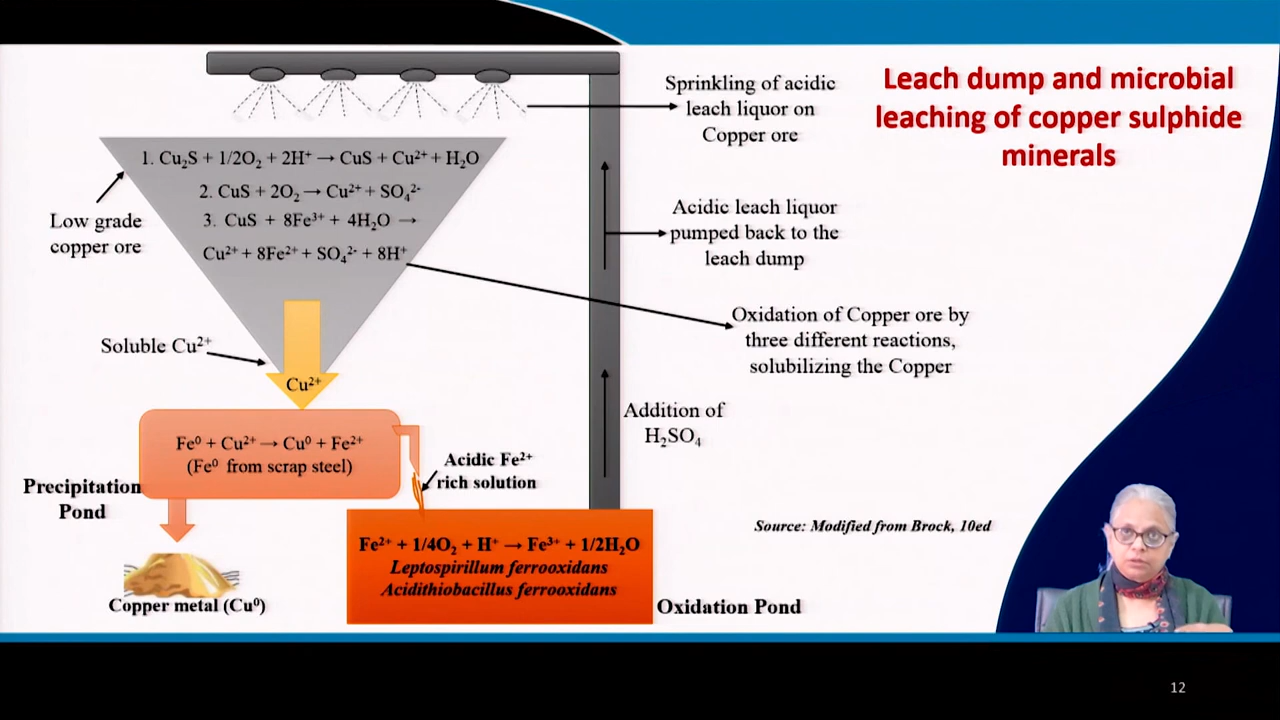 Leach dump and microbial
leaching of copper sulphide
minerals
Sprinkling of acidic
leach liquor on
Copper ore
1. Cu₂S + 1/2O₂ + 2H⁺ → CuS + Cu²⁺ + H₂O
2. CuS + 2O₂ → Cu²⁺ + SO₄²⁻
3. CuS + 8Fe³⁺ + 4H₂O →
Cu²⁺ + 8Fe²⁺ + SO₄²⁻ + 8H⁺
Low grade
copper ore
Acidic leach liquor
pumped back to the
leach dump
Oxidation of Copper ore by
three different reactions,
solubilizing the Copper
Soluble Cu²⁺
Cu²⁺
Addition of
H₂SO₄
Fe⁰ + Cu²⁺ → Cu⁰ + Fe²⁺
(Fe⁰ from scrap steel)
Acidic Fe²⁺
rich solution
Precipitation
Pond
Source: Modified from Brock, 10ed
Fe²⁺ + 1/4O₂ + H⁺ → Fe³⁺ + 1/2H₂O
Leptospirillum ferrooxidans
Acidithiobacillus ferrooxidans
Copper metal (Cu⁰)
Oxidation Pond
12